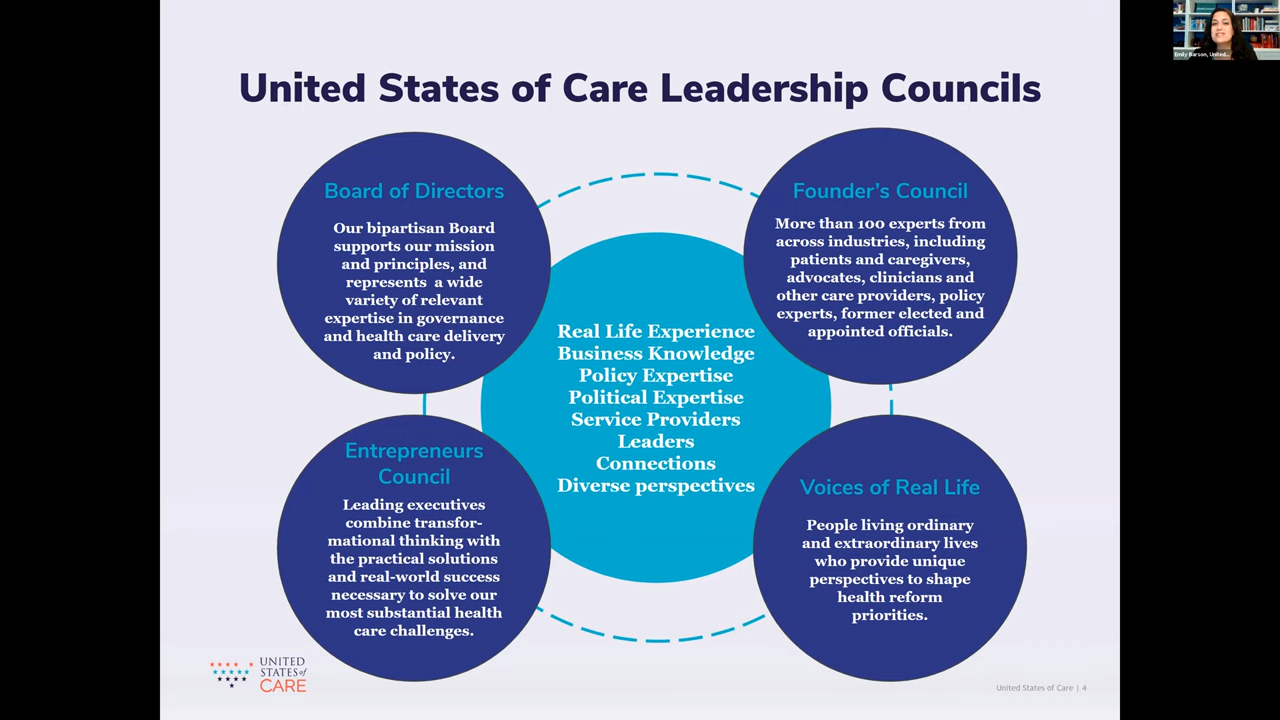 United States of Care Leadership Councils
Board of Directors
Our bipartisan Board
supports our mission
and principles, and
represents a wide
variety of relevant
expertise in governance
and health care delivery
and policy.
Founder's Council
More than 100 experts from
across industries, including
patients and caregivers,
advocates, clinicians and
other care providers, policy
experts, former elected and
appointed officials.
Real Life Experience
Business Knowledge
Policy Expertise
Political Expertise
Service Providers
Leaders
Connections
Diverse perspectives
Entrepreneurs
Council
Leading executives
combine transfor-
mational thinking with
the practical solutions
and real-world success
necessary to solve our
most substantial health
care challenges.
Voices of Real Life
People living ordinary
and extraordinary lives
who provide unique
perspectives to shape
health reform
priorities.
UNITED
STATES of
CARE
United States of Care | 4
Emily Barson, United...